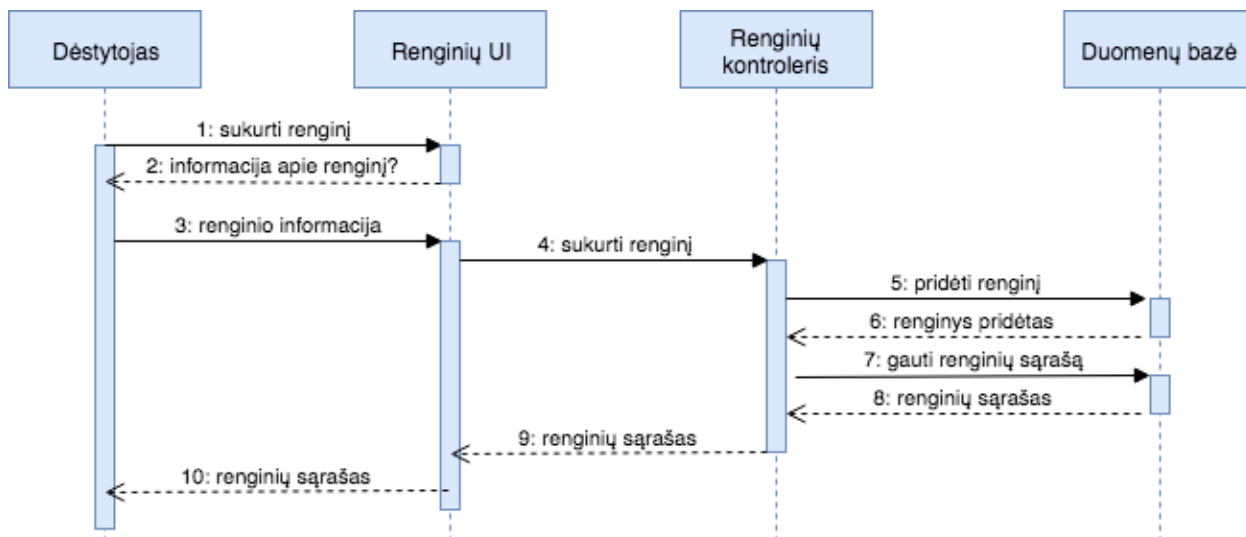 Dėstytojas
Renginių UI
Renginių
kontroleris
Duomenų bazė
1: sukurti renginį
2: informacija apie renginį?
3: renginio informacija
4: sukurti renginį
5: pridėti renginį
6: renginys pridėtas
7: gauti renginių sąrašą
8: renginių sąrašas
9: renginių sąrašas
10: renginių sąrašas